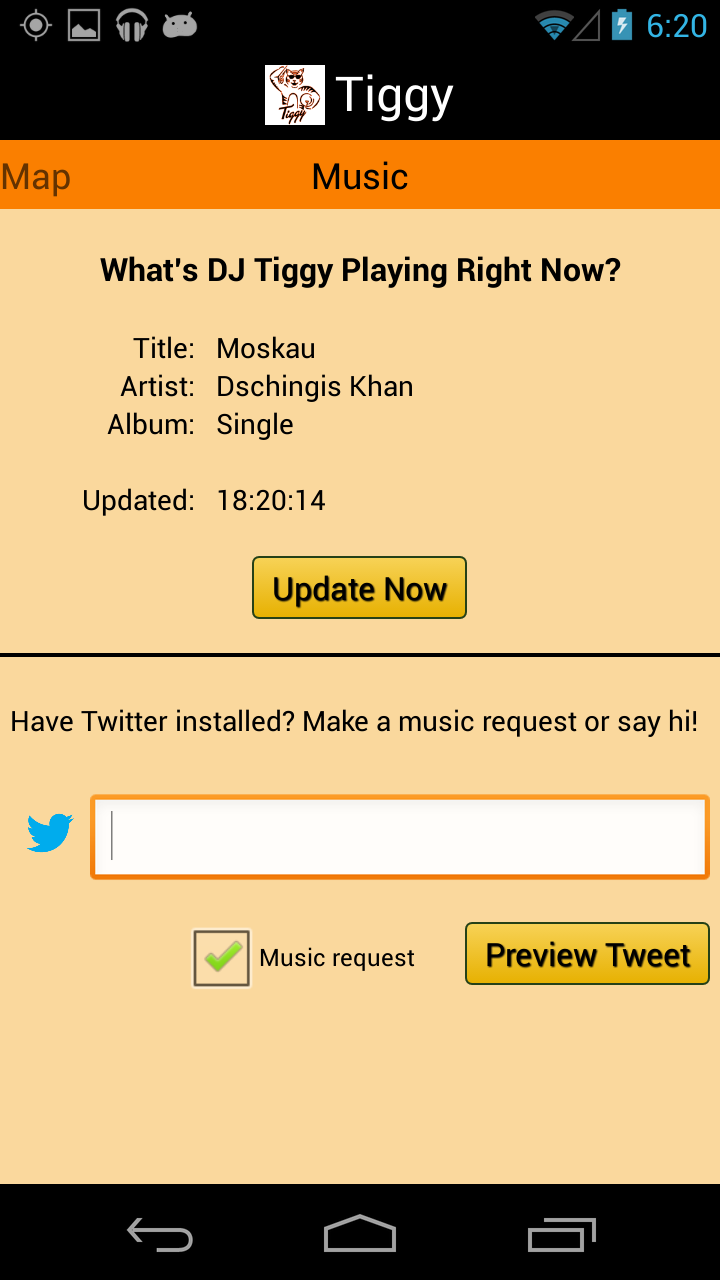 6:20
Tiggy
Tiggy
Map Music
What's DJ Tiggy Playing Right Now?
Title: Moskau
Artist: Dschingis Khan
Album: Single
Updated: 18:20:14
Update Now
Have Twitter installed? Make a music request or say hi!
Music request
Preview Tweet